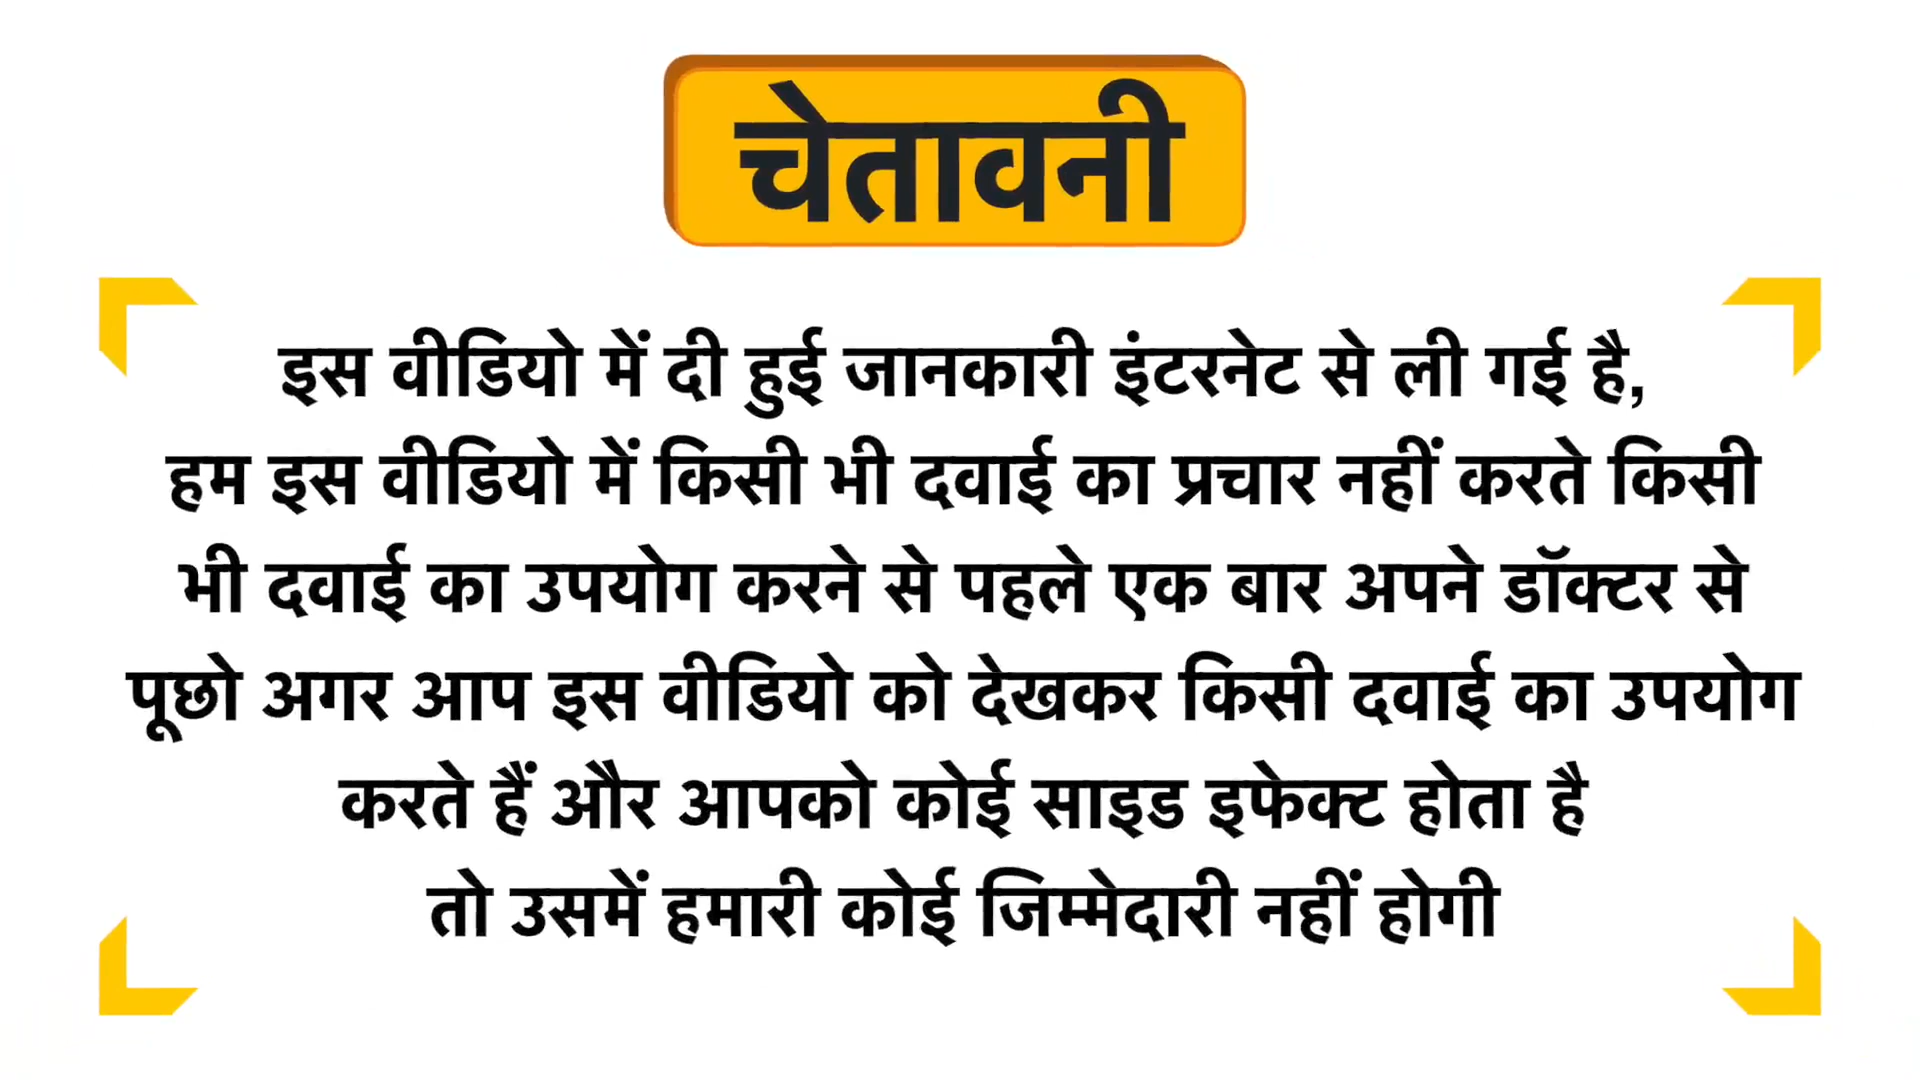 चेतावनी
इस वीडियो में दी हुई जानकारी इंटरनेट से ली गई है,
हम इस वीडियो में किसी भी दवाई का प्रचार नहीं करते किसी
भी दवाई का उपयोग करने से पहले एक बार अपने डॉक्टर से
पूछो अगर आप इस वीडियो को देखकर किसी दवाई का उपयोग
करते हैं और आपको कोई साइड इफेक्ट होता है
तो उसमें हमारी कोई जिम्मेदारी नहीं होगी